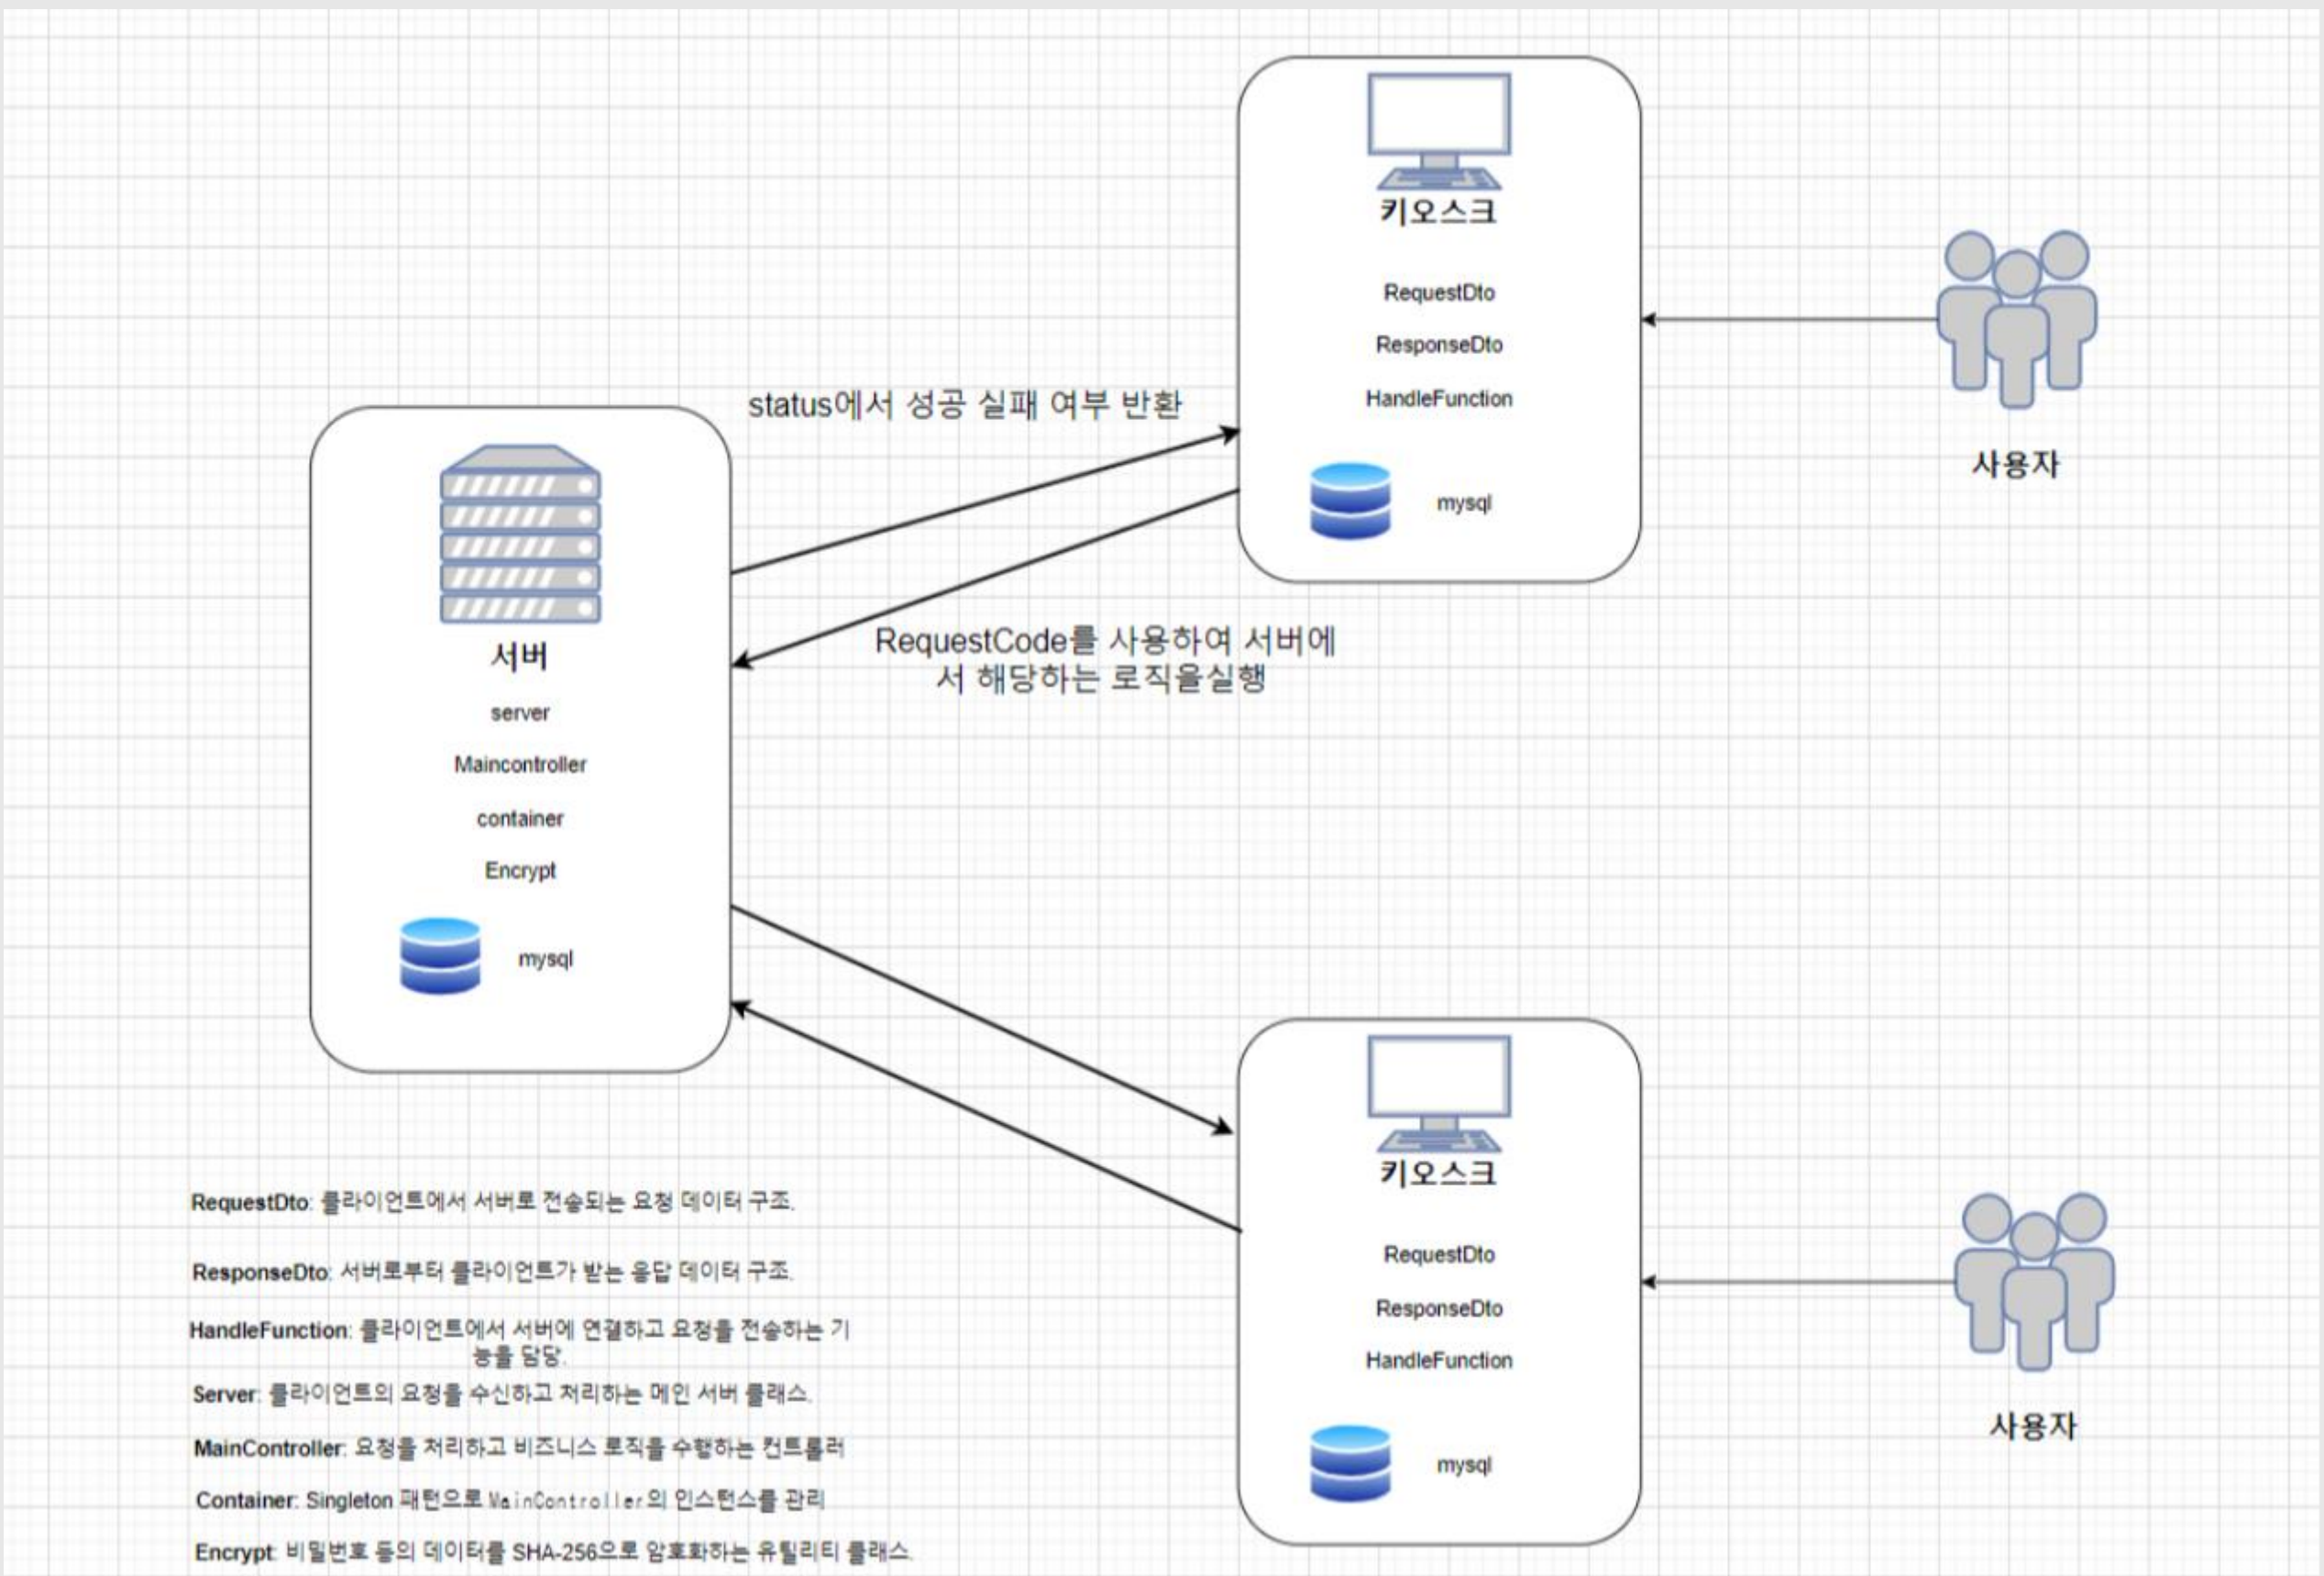 키오스크
RequestDto
ResponseDto
HandleFunction
mysql
사용자
status에서 성공 실패 여부 반환
RequestCode를 사용하여 서버에
서 해당하는 로직을실행
서버
server
Maincontroller
container
Encrypt
mysql
키오스크
RequestDto
ResponseDto
HandleFunction
mysql
사용자
RequestDto: 클라이언트에서 서버로 전송되는 요청 데이터 구조.
ResponseDto: 서버로부터 클라이언트가 받는 응답 데이터 구조.
HandleFunction: 클라이언트에서 서버에 연결하고 요청을 전송하는 기
능을 담당.
Server: 클라이언트의 요청을 수신하고 처리하는 메인 서버 클래스.
MainController: 요청을 처리하고 비즈니스 로직을 수행하는 컨트롤러
Container: Singleton 패턴으로 MainController의 인스턴스를 관리
Encrypt: 비밀번호 등의 데이터를 SHA-256으로 암호화하는 유틸리티 클래스.